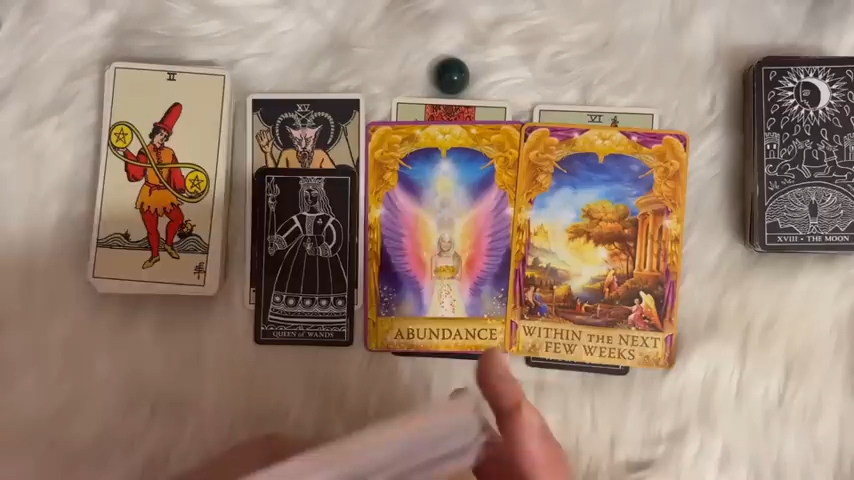 II
XV
VI
QUEEN of WANDS
ABUNDANCE
WITHIN THE NEXT
FEW WEEKS
XVIII • THE MOON